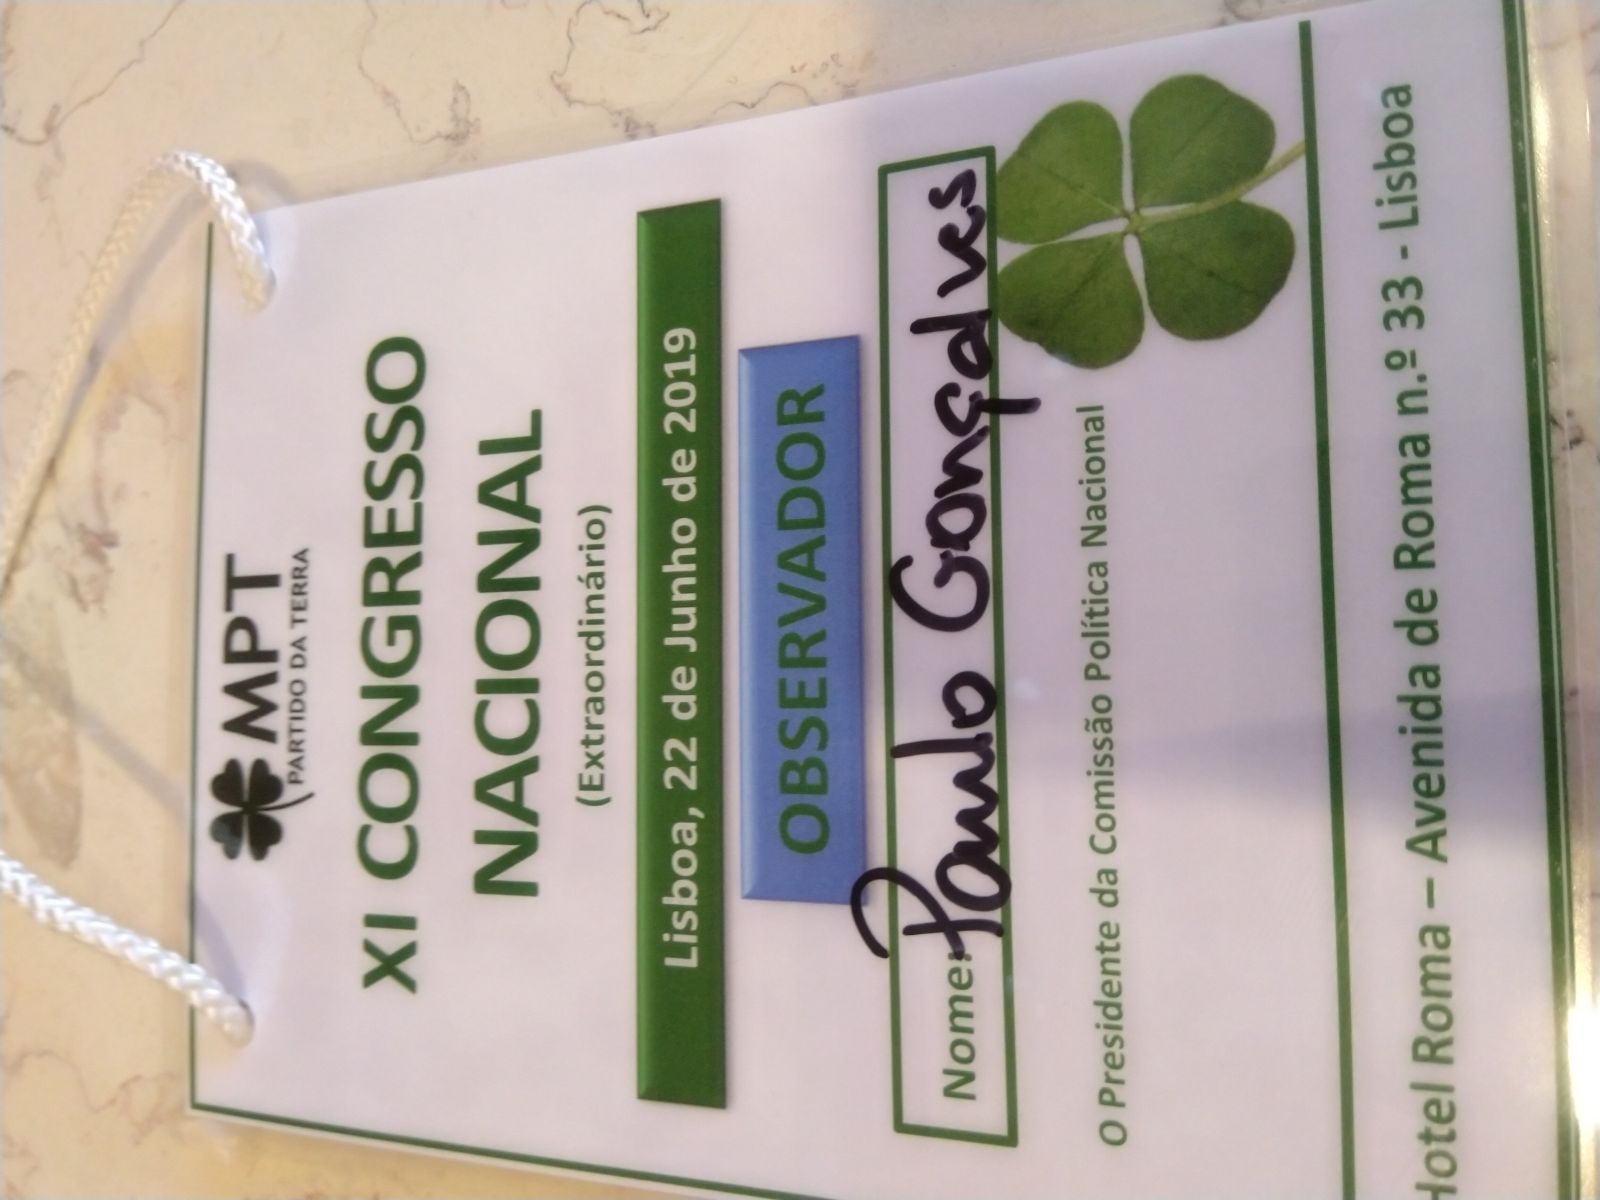 MPT
PARTIDO DA TERRA
XI CONGRESSO
NACIONAL
(Extraordinário)
Lisboa, 22 de Junho de 2019
OBSERVADOR
Nome: Paulo Gonçalves
O Presidente da Comissão Política Nacional
Hotel Roma – Avenida de Roma n.º 33 - Lisboa